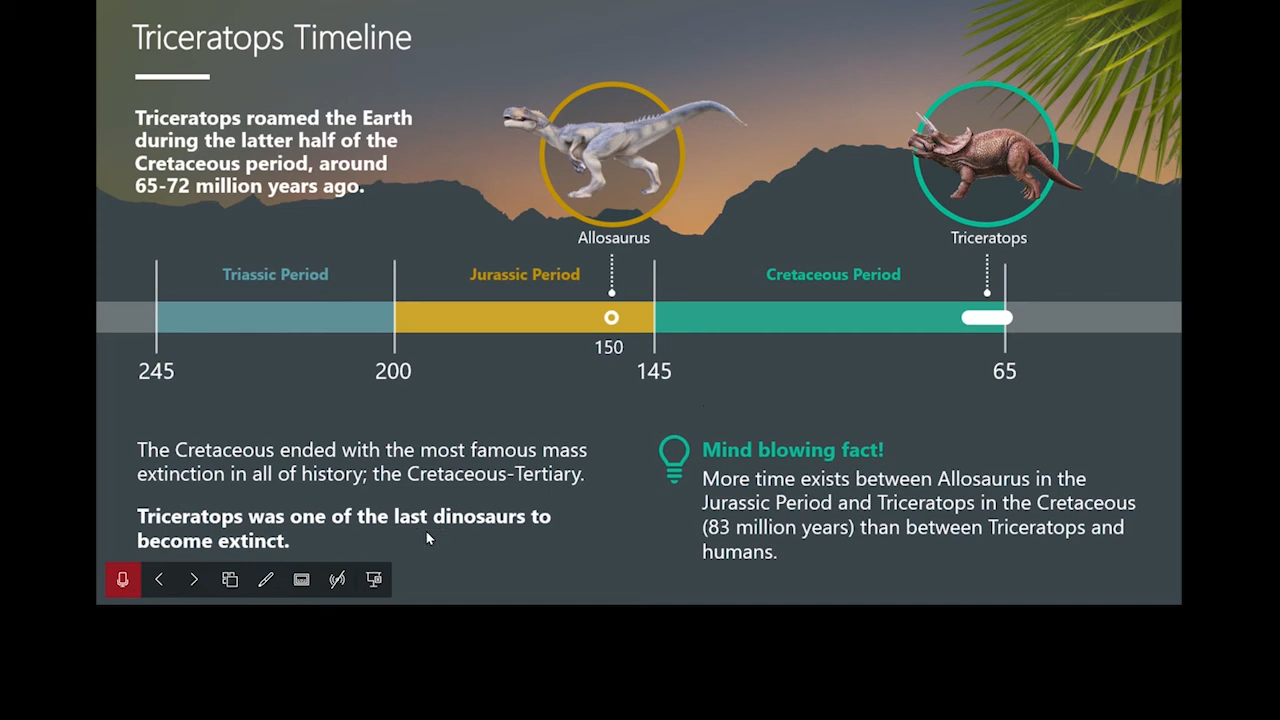 Triceratops Timeline
Triceratops roamed the Earth
during the latter half of the
Cretaceous period, around
65-72 million years ago.
Allosaurus
Triceratops
Triassic Period
Jurassic Period
Cretaceous Period
150
245
200
145
65
The Cretaceous ended with the most famous mass
extinction in all of history; the Cretaceous-Tertiary.
Triceratops was one of the last dinosaurs to
become extinct.
Mind blowing fact!
More time exists between Allosaurus in the
Jurassic Period and Triceratops in the Cretaceous
(83 million years) than between Triceratops and
humans.